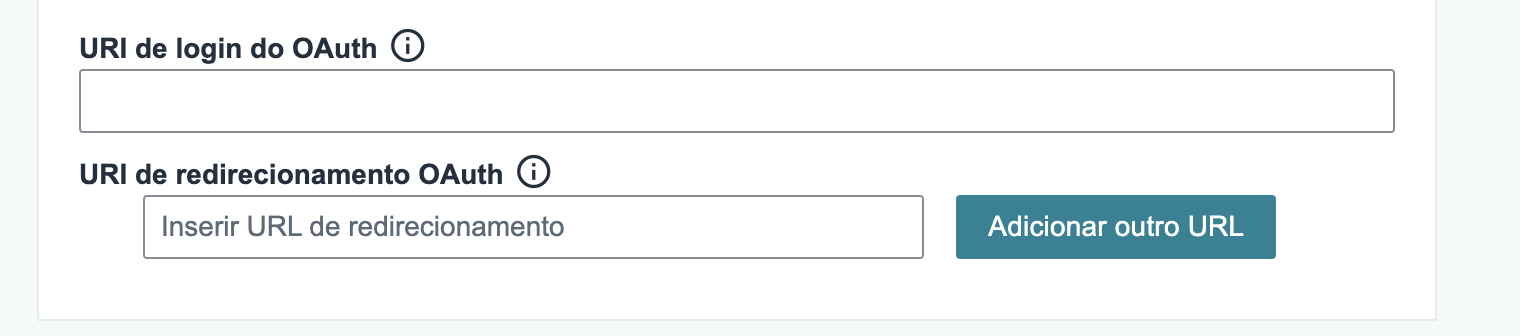 URI de login do OAuth
URI de redirecionamento OAuth
Inserir URL de redirecionamento
Adicionar outro URL